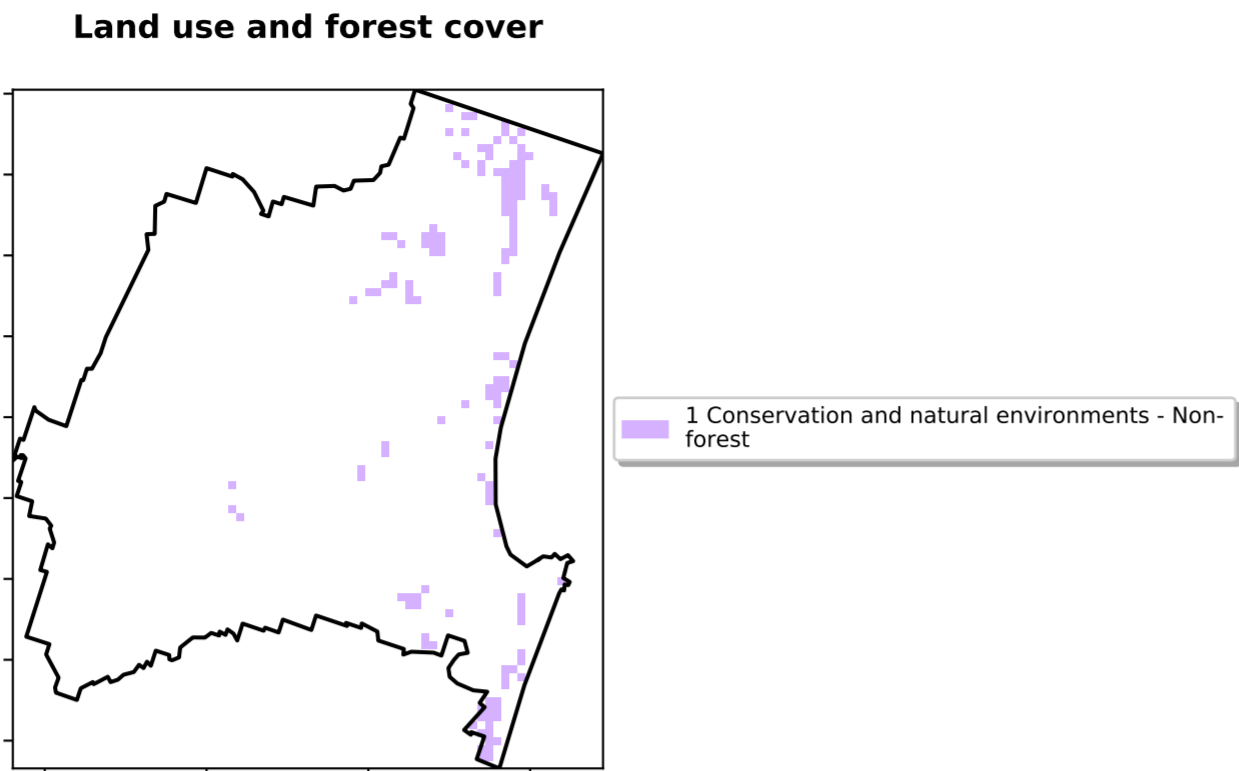 Land use and forest cover
1 Conservation and natural environments - Non-
forest